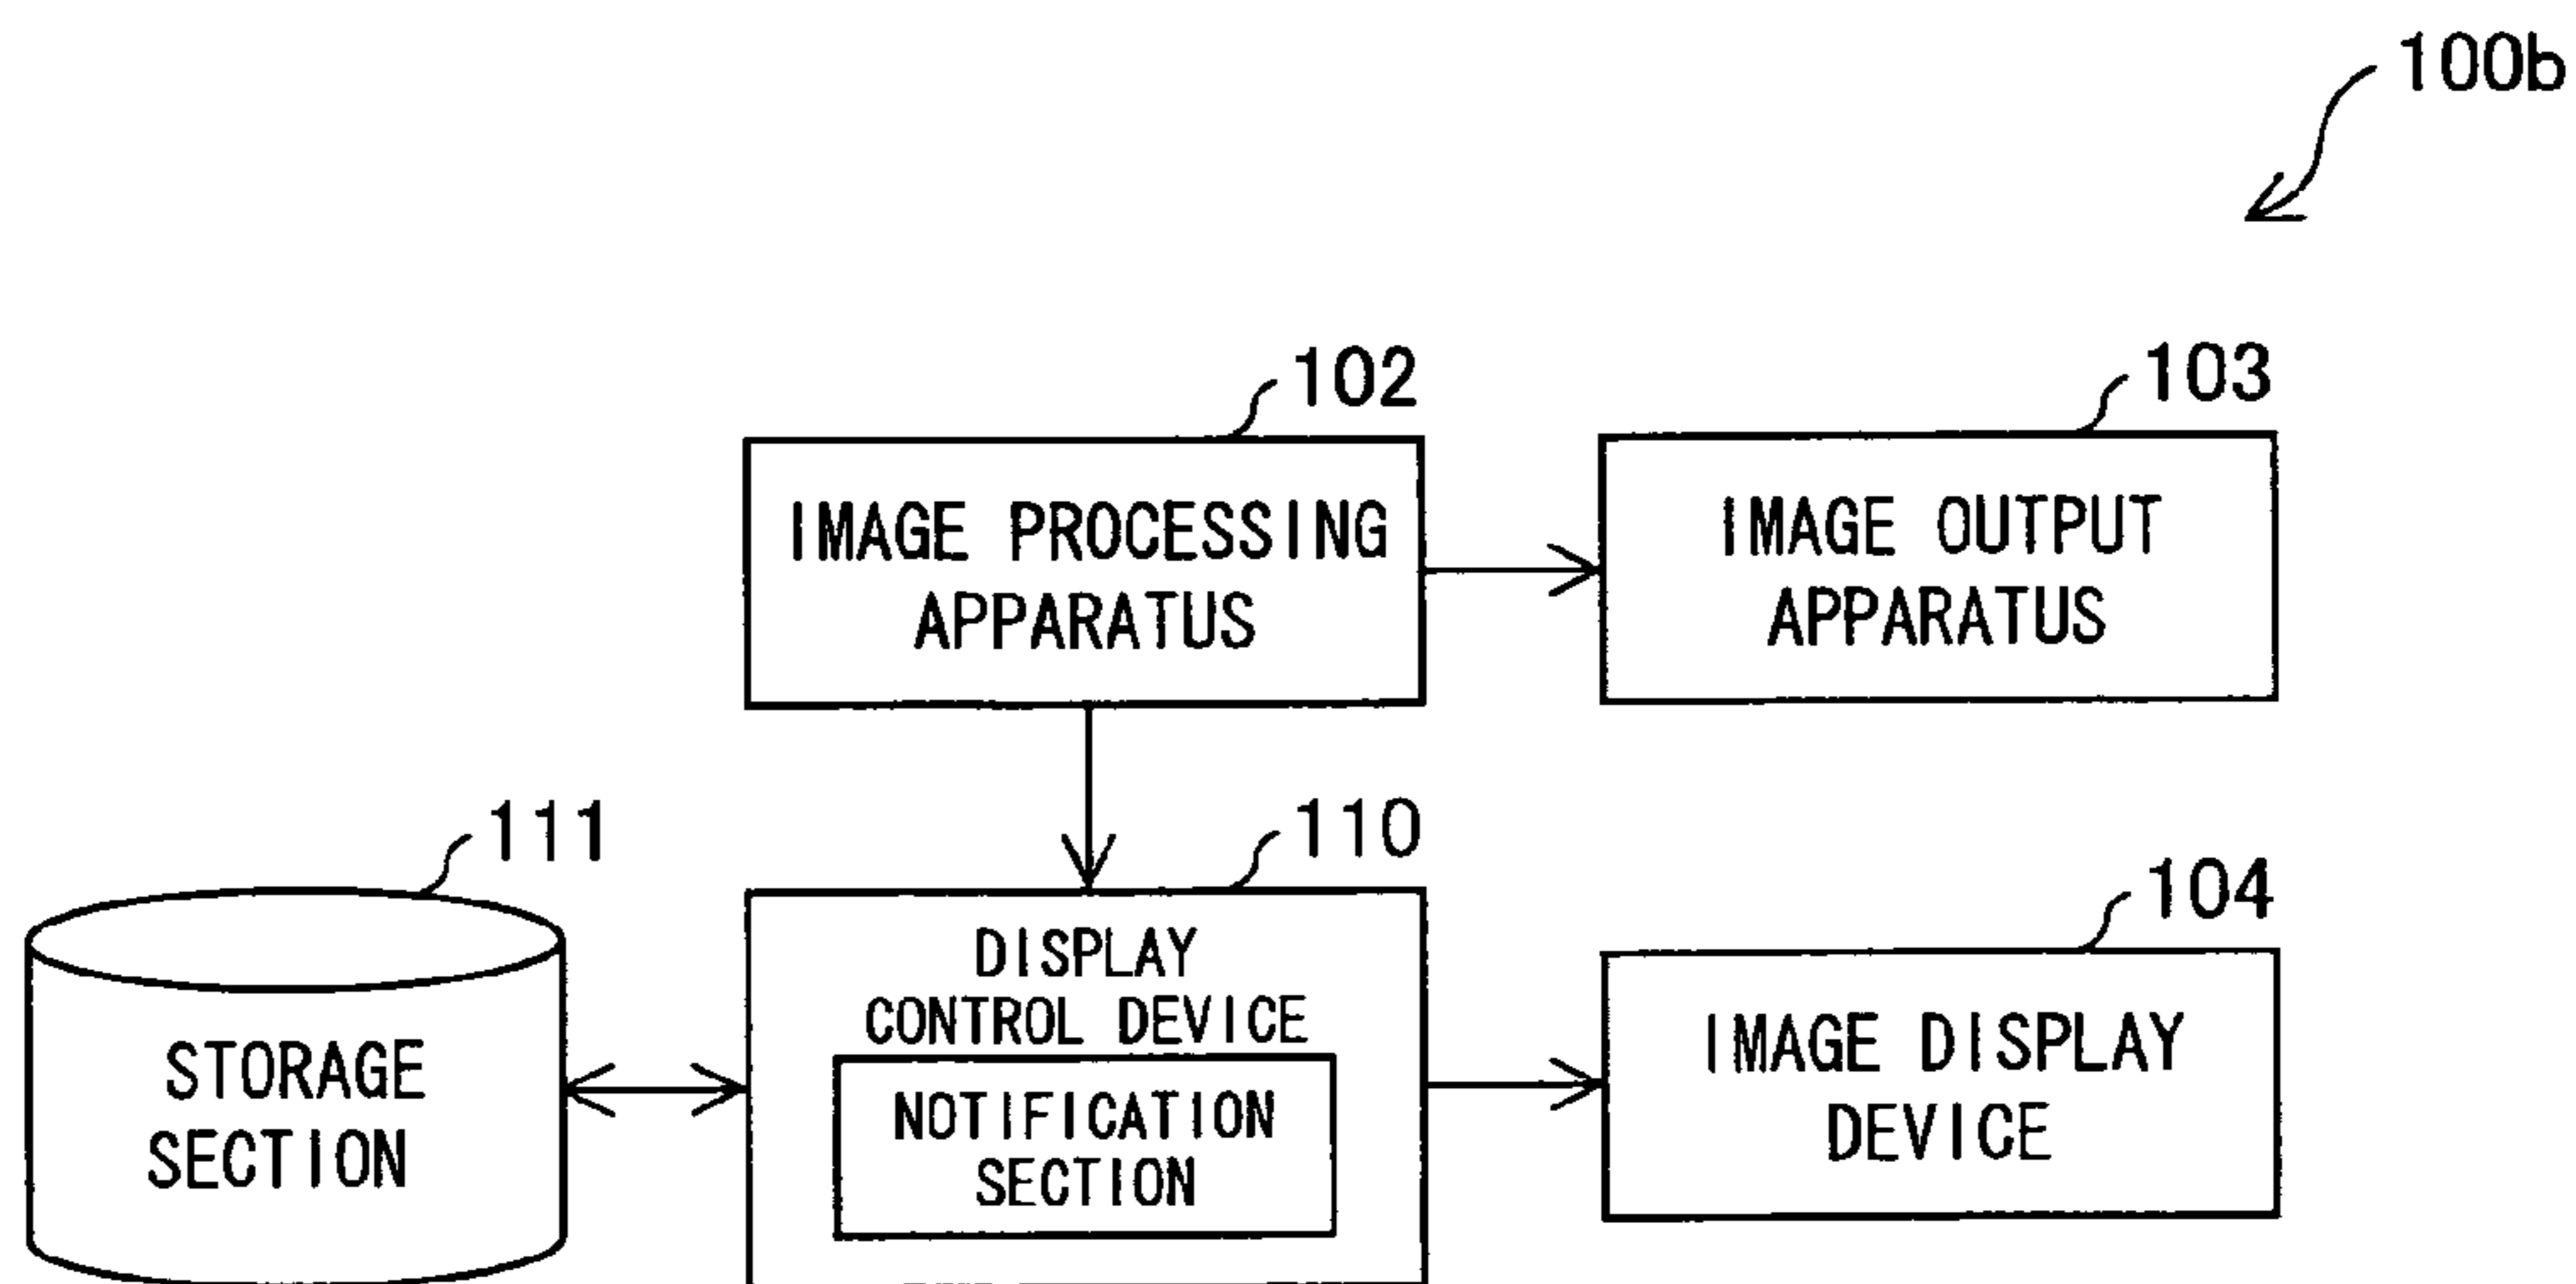 100b
102
IMAGE PROCESSING
APPARATUS
103
IMAGE OUTPUT
APPARATUS
111
STORAGE
SECTION
110
DISPLAY
CONTROL DEVICE
NOTIFICATION
SECTION
104
IMAGE DISPLAY
DEVICE